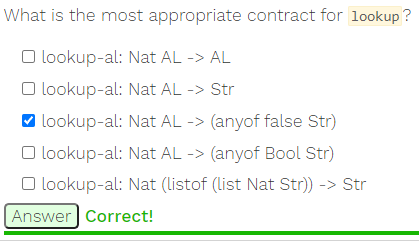 What is the most appropriate contract for lookup?
lookup-al: Nat AL -> AL
lookup-al: Nat AL -> Str
lookup-al: Nat AL -> (anyof false Str)
lookup-al: Nat AL -> (anyof Bool Str)
lookup-al: Nat (listof (list Nat Str)) -> Str
Answer Correct!